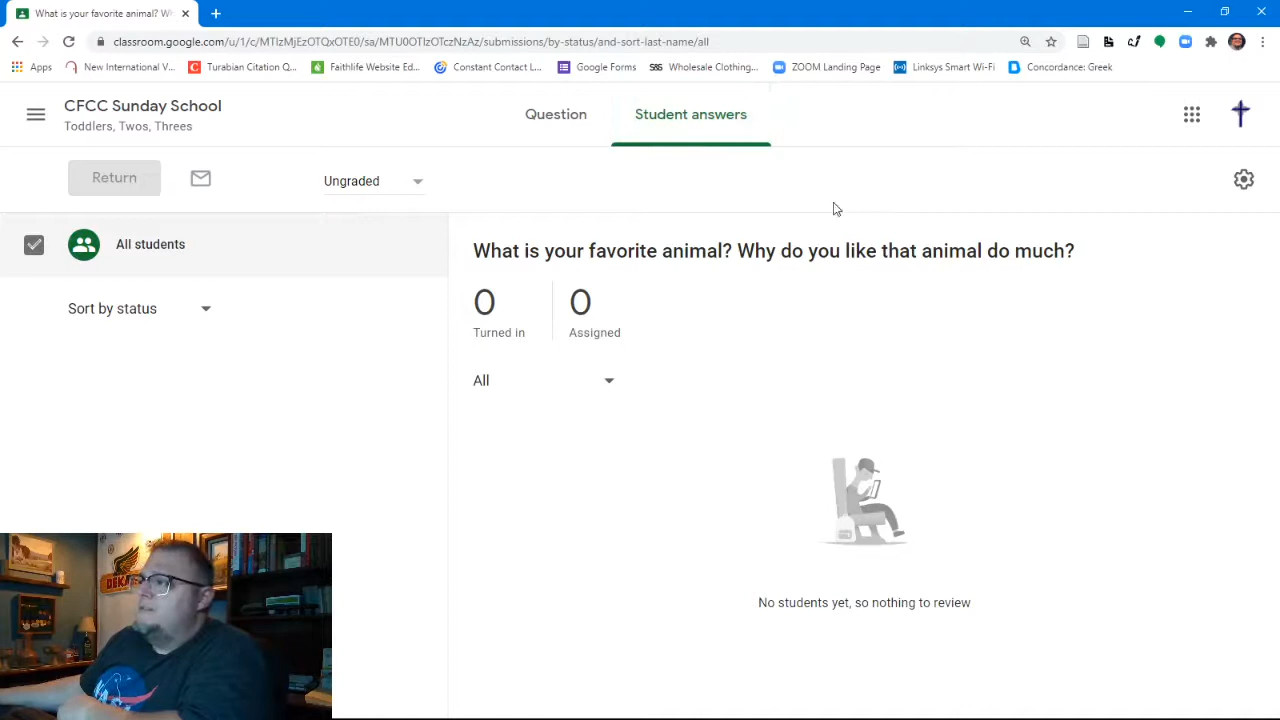 What is your favorite animal? W
classroom.google.com/u/1/c/MTIzMjEzOTQxOTE0/sa/MTU0OTIzOTczNzAz/submissions/by-status/and-sort-last-name/all
Apps
New International V...
Turabian Citation Q...
Faithlife Website Ed...
Constant Contact L...
Google Forms
S&S Wholesale Clothing...
ZOOM Landing Page
Linksys Smart Wi-Fi
Concordance: Greek
CFCC Sunday School
Toddlers, Twos, Threes
Question
Student answers
Return
Ungraded
All students
Sort by status
What is your favorite animal? Why do you like that animal do much?
0
Turned in
0
Assigned
All
No students yet, so nothing to review